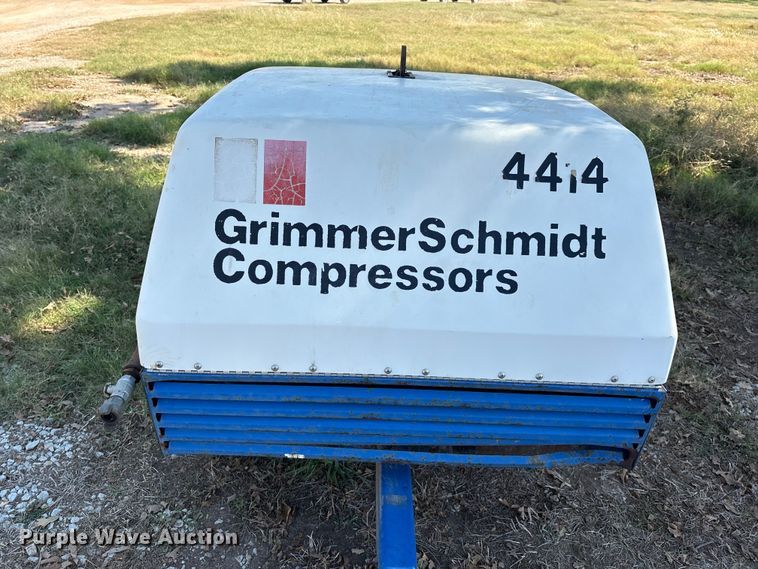 4414
GrimmerSchmidt
Compressors
Purple Wave Auction